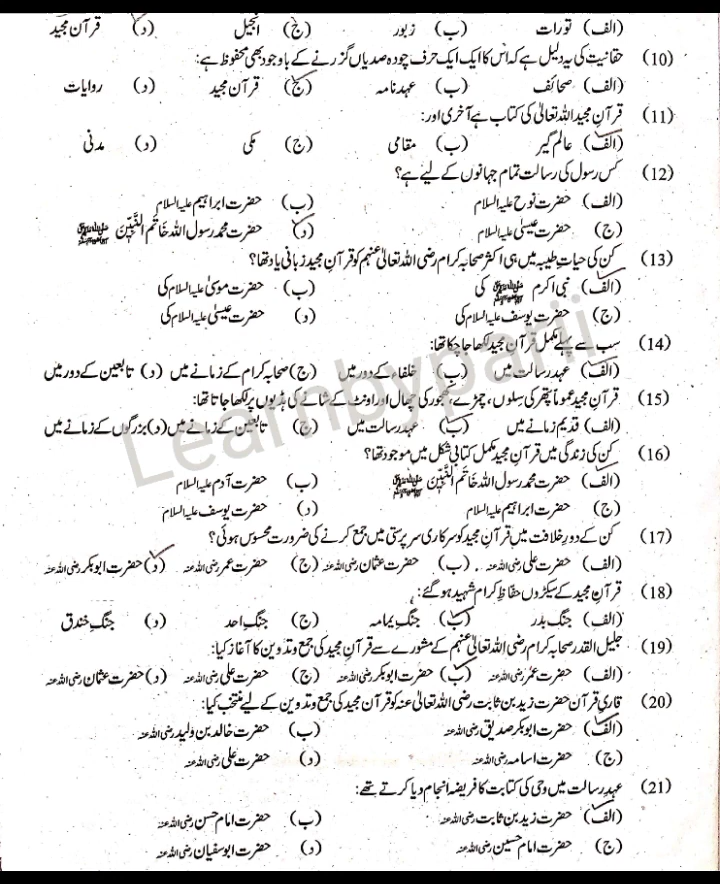 (الف) تورات (ب) زبور (ج) انجیل (د) قرآن مجید
(10) حقانیت کی یہ دلیل ہے کہ اس کا ایک ایک حرف چودہ صدیاں گزرنے کے باوجود بھی محفوظ ہے:
(الف) صحائف (ب) عہد نامہ (ج) قرآن مجید (د) روایات
(11) قرآنِ مجید اللہ تعالیٰ کی کتاب ہے آخری اور:
(الف) عالم گیر (ب) مقامی (ج) مکی (د) مدنی
(12) کس رسول کی رسالت تمام جہانوں کے لیے ہے؟
(الف) حضرت نوح علیہ السلام (ب) حضرت ابراہیم علیہ السلام
(ج) حضرت عیسیٰ علیہ السلام (د) حضرت محمد رسول اللہ خَاتَمُ النَّبِیّٖنَ ﷺ
(13) کن کی حیات طیبہ میں ہی اکثر صحابہ کرام رضی اللہ تعالیٰ عنہم کو قرآن مجید زبانی یاد تھا؟
(الف) نبی اکرم ﷺ کی (ب) حضرت موسیٰ علیہ السلام کی
(ج) حضرت یوسف علیہ السلام کی (د) حضرت عیسیٰ علیہ السلام کی
(14) سب سے پہلے مکمل قرآن مجید لکھا جا چکا تھا:
(الف) عہد رسالت میں (ب) خلفاء کے دور میں (ج) صحابہ کرام کے زمانے میں (د) تابعین کے دور میں
(15) قرآنِ مجید عموماً پتھر کی سِلوں، چمڑے، کھجور کی چھال اور اونٹ کے شانے کی ہڈیوں پر لکھا جاتا تھا:
(الف) قدیم زمانے میں (ب) عہد رسالت میں (ج) تابعین کے زمانے میں (د) بزرگوں کے زمانے میں
(16) کن کی زندگی میں قرآن مجید مکمل کتابی شکل میں موجود تھا؟
(الف) حضرت محمد رسول اللہ خَاتَمُ النَّبِیّٖنَ ﷺ (ب) حضرت آدم علیہ السلام
(ج) حضرت ابراہیم علیہ السلام (د) حضرت یوسف علیہ السلام
(17) کن کے دورِ خلافت میں قرآنِ مجید کو سرکاری سرپرستی میں جمع کرنے کی ضرورت محسوس ہوئی؟
(الف) حضرت علی رضی اللہ عنہ (ب) حضرت عثمان رضی اللہ عنہ (ج) حضرت عمر رضی اللہ عنہ (د) حضرت ابوبکر رضی اللہ عنہ
(18) قرآنِ مجید کے سیکڑوں حفاظِ کرام شہید ہو گئے:
(الف) جنگِ بدر (ب) جنگِ یمامہ (ج) جنگِ احد (د) جنگِ خندق
(19) جلیل القدر صحابہ کرام رضی اللہ تعالیٰ عنہم کے مشورے سے قرآن مجید کی جمع و تدوین کا آغاز کیا:
(الف) حضرت عمر رضی اللہ عنہ (ب) حضرت ابوبکر رضی اللہ عنہ (ج) حضرت علی رضی اللہ عنہ (د) حضرت عثمان رضی اللہ عنہ
(20) قاریِ قرآن حضرت زید بن ثابت رضی اللہ تعالیٰ عنہ کو قرآن مجید کی جمع و تدوین کے لیے منتخب کیا:
(الف) حضرت ابوبکر صدیق رضی اللہ عنہ (ب) حضرت خالد بن ولید رضی اللہ عنہ
(ج) حضرت اسامہ رضی اللہ عنہ (د) حضرت علی رضی اللہ عنہ
(21) عہدِ رسالت میں وحی کی کتابت کا فریضہ انجام دیا کرتے تھے:
(الف) حضرت زید بن ثابت رضی اللہ عنہ (ب) حضرت امام حسن رضی اللہ عنہ
(ج) حضرت امام حسین رضی اللہ عنہ (د) حضرت ابوسفیان رضی اللہ عنہ
Learnbyparii